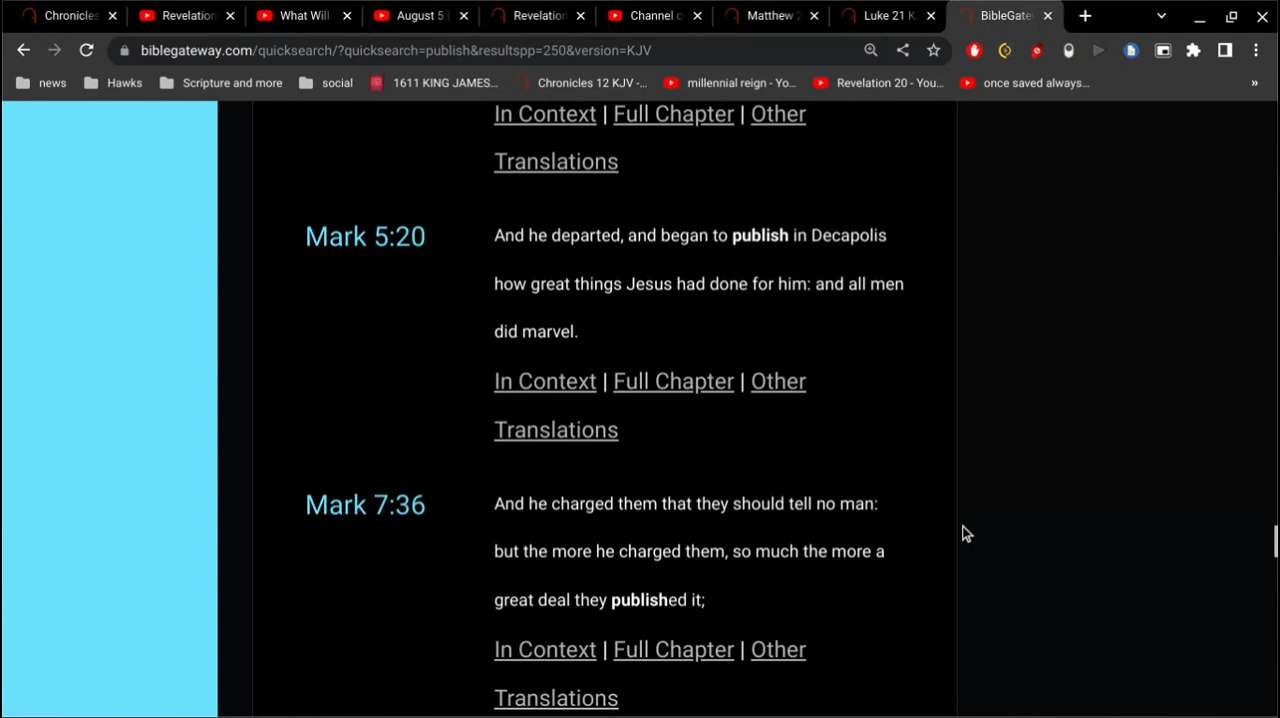 Chronicles
Revelation
What Will
August 5 |
Revelation
Channel c
Matthew 2
Luke 21 K
BibleGate
biblegateway.com/quicksearch/?quicksearch=publish&resultspp=250&version=KJV
news
Hawks
Scripture and more
social
1611 KING JAMES...
Chronicles 12 KJV -...
millennial reign - Yo...
Revelation 20 - You...
once saved always...
»
In Context | Full Chapter | Other
Translations
Mark 5:20
And he departed, and began to publish in Decapolis
how great things Jesus had done for him: and all men
did marvel.
In Context | Full Chapter | Other
Translations
Mark 7:36
And he charged them that they should tell no man:
but the more he charged them, so much the more a
great deal they published it;
In Context | Full Chapter | Other
Translations